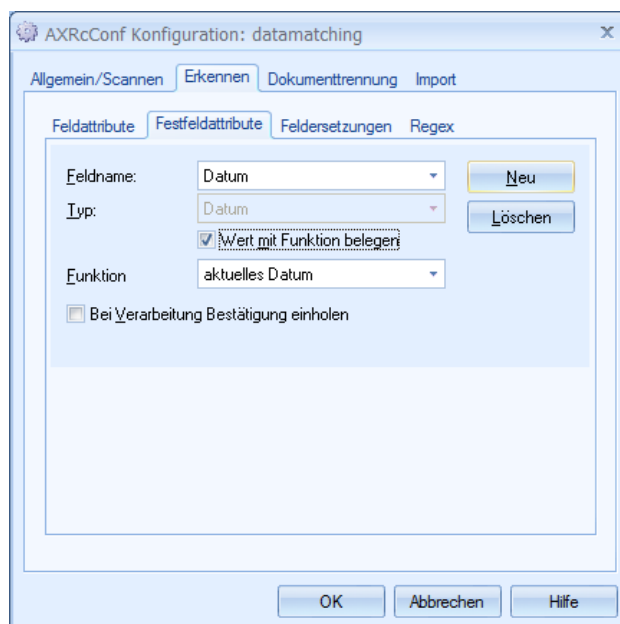 AXRcConf Konfiguration: datamatching
Allgemein/Scannen Erkennen Dokumenttrennung Import
Feldattribute Festfeldattribute Feldersetzungen Regex
Feldname: Datum Neu
Typ: Datum Löschen
Wert mit Funktion belegen
Funktion aktuelles Datum
Bei Verarbeitung Bestätigung einholen
OK Abbrechen Hilfe